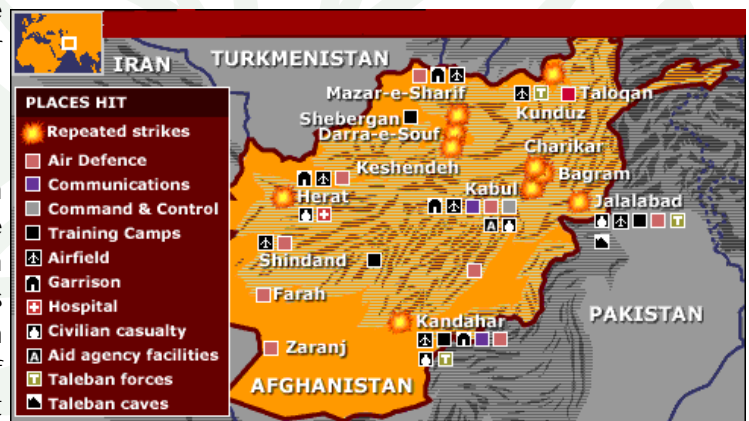 IRAN
TURKMENISTAN
Mazar-e-Sharif
Taloqan
Kunduz
Shebergan
Darra-e-Souf
Charikar
Keshendeh
Bagram
Kabul
Jalalabad
Herat
Shindand
Farah
PAKISTAN
Kandahar
Zaranj
AFGHANISTAN
PLACES HIT
Repeated strikes
Air Defence
Communications
Command & Control
Training Camps
Airfield
Garrison
Hospital
Civilian casualty
A Aid agency facilities
T Taleban forces
Taleban caves